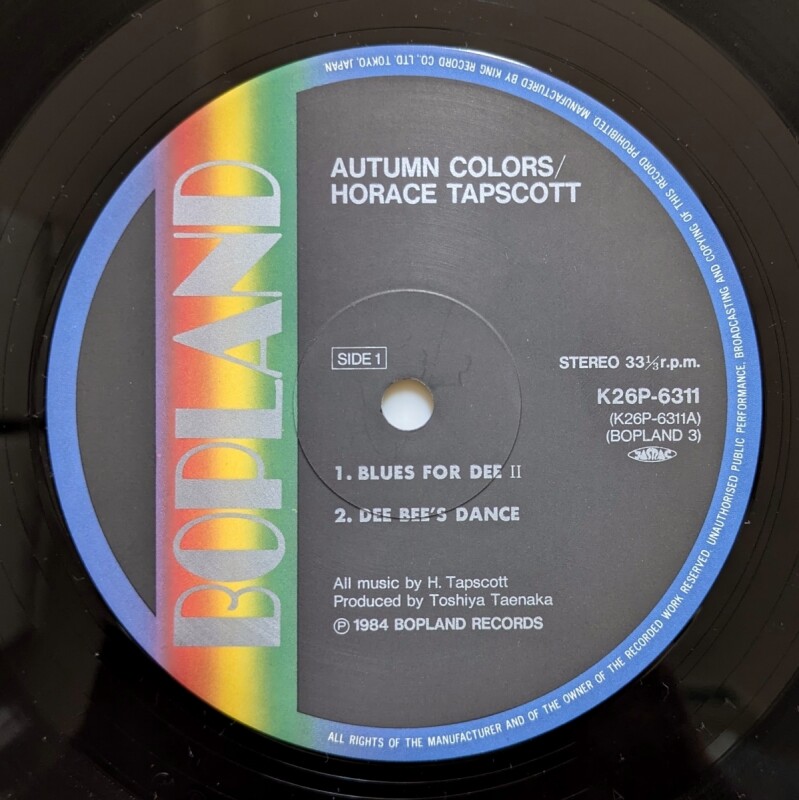 BOPLAND
AUTUMN COLORS/
HORACE TAPSCOTT
SIDE 1
STEREO 33⅓r.p.m.
K26P-6311
(K26P-6311A)
(BOPLAND 3)
JASRAC
1. BLUES FOR DEE II
2. DEE BEE'S DANCE
All music by H. Tapscott
Produced by Toshiya Taenaka
Ⓟ 1984 BOPLAND RECORDS
ALL RIGHTS OF THE MANUFACTURER AND OF THE OWNER OF THE RECORDED WORK RESERVED. UNAUTHORISED PUBLIC PERFORMANCE, BROADCASTING AND COPYING OF THIS RECORD PROHIBITED MANUFACTURED BY KING RECORD CO., LTD. TOKYO, JAPAN